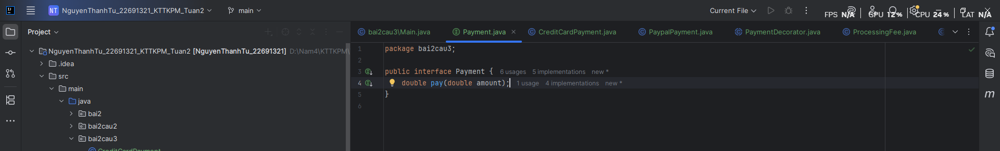 NT NguyenThanhTu_22691321_KTTKPM_Tuan2 main Current File
FPS N/A GPU 12 % CPU 24 % LAT N/A
Project
bai2cau3\Main.java Payment.java CreditCardPayment.java PaypalPayment.java PaymentDecorator.java ProcessingFee.java
NguyenThanhTu_22691321_KTTKPM_Tuan2 [NguyenThanhTu_22691321] D:\Nam4\KTTKPM\
.idea
src
main
java
bai2
bai2cau2
bai2cau3
CreditCardPayment
1 package bai2cau3;
2
3 public interface Payment { 6 usages 5 implementations new *
4 double pay(double amount); 1 usage 4 implementations new *
5 }
6
m